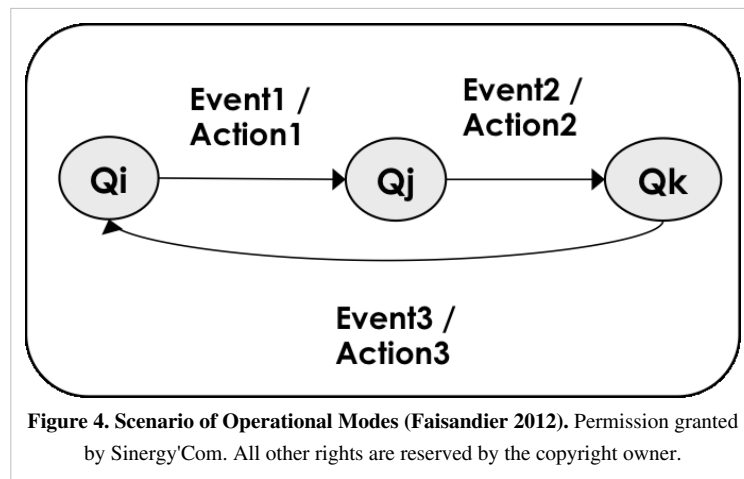 Event1 /
Action1
Event2 /
Action2
Qi
Qj
Qk
Event3 /
Action3
Figure 4. Scenario of Operational Modes (Faisandier 2012). Permission granted
by Sinergy'Com. All other rights are reserved by the copyright owner.